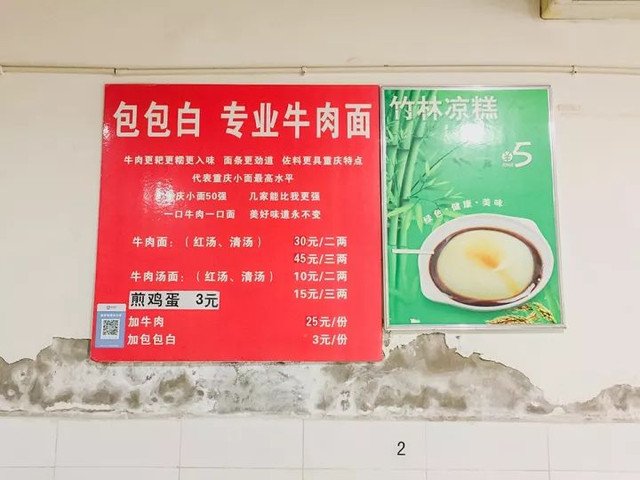 包包白 专业牛肉面
牛肉更耙更糯更入味 面条更劲道 佐料更具重庆特点
代表重庆小面最高水平
庆小面50强 几家能比我更强
一口牛肉一口面 美好味道永不变
牛肉面：（红汤、清汤） 30元/二两
45元/三两
牛肉汤面：（红汤、清汤） 10元/二两
15元/三两
煎鸡蛋 3元
加牛肉 25元/份
加包包白 3元/份
竹林凉糕
5
绿色·健康·美味
2